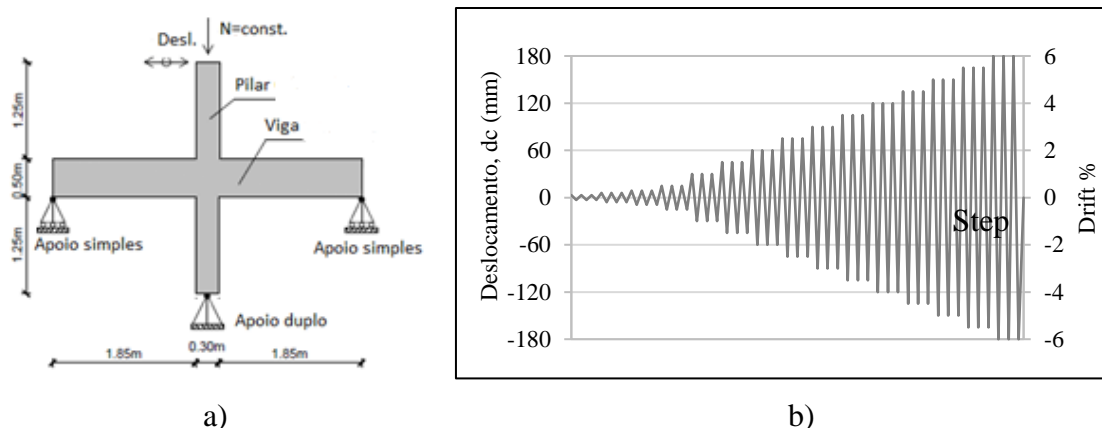 N=const.
Desl.
Pilar
Viga
1.25m
0.50m
1.25m
Apoio simples
Apoio simples
Apoio duplo
1.85m
0.30m
1.85m
a)
Deslocamento, dc (mm)
180
120
60
0
-60
-120
-180
Step
6
4
2
0
-2
-4
-6
Drift %
b)